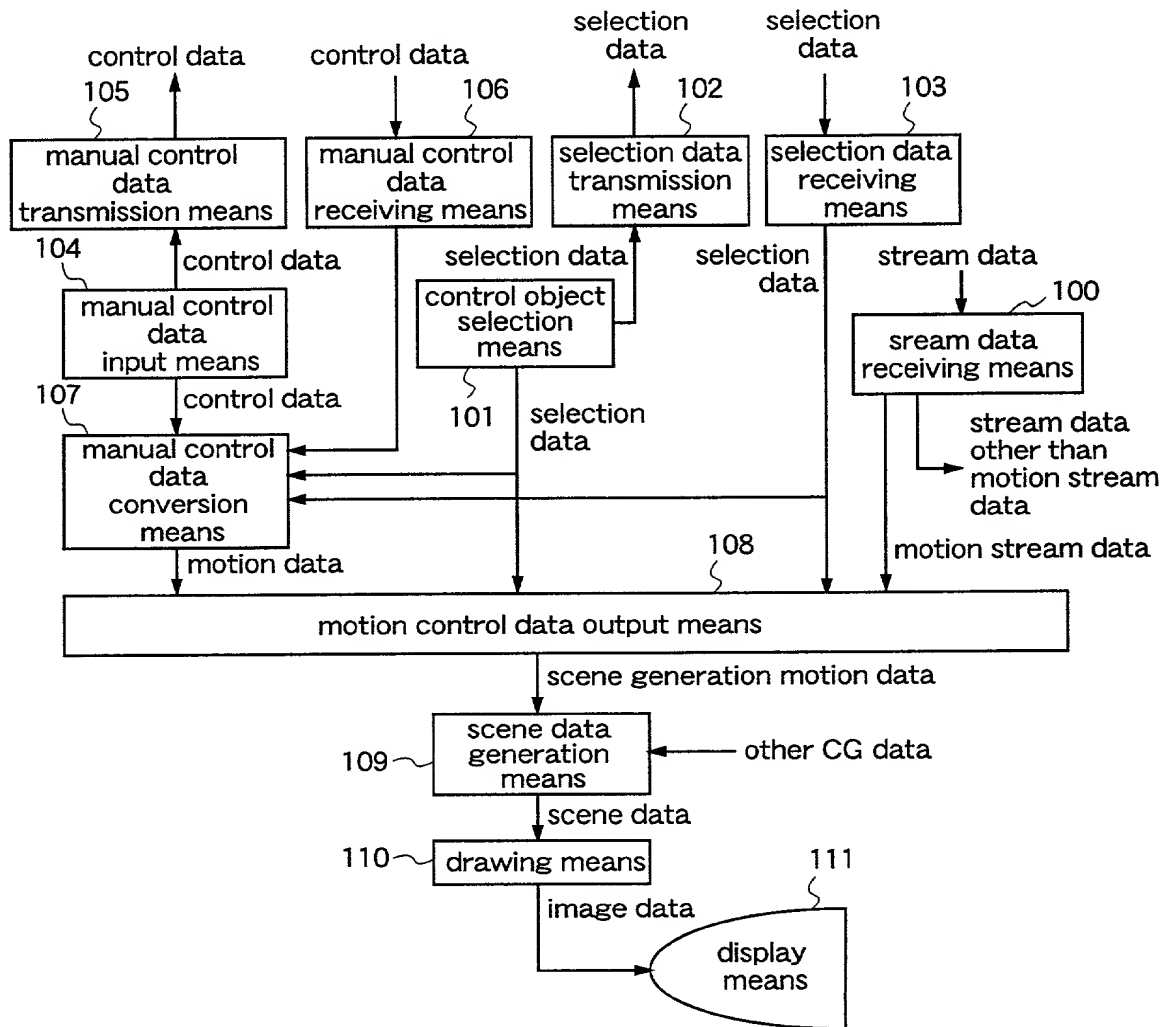 control data
control data
selection
data
selection
data
105
106
102
103
manual control
data
transmission means
manual control
data
receiving means
selection data
transmission
means
selection data
receiving
means
104
control data
selection data
selection
data
stream data
100
manual control
data
input means
control object
selection
means
sream data
receiving means
107
control data
101
selection
data
stream data
other than
motion stream
data
manual control
data
conversion
means
motion data
108
motion stream data
motion control data output means
scene generation motion data
scene data
generation
means
109
other CG data
scene data
110
drawing means
111
image data
display
means